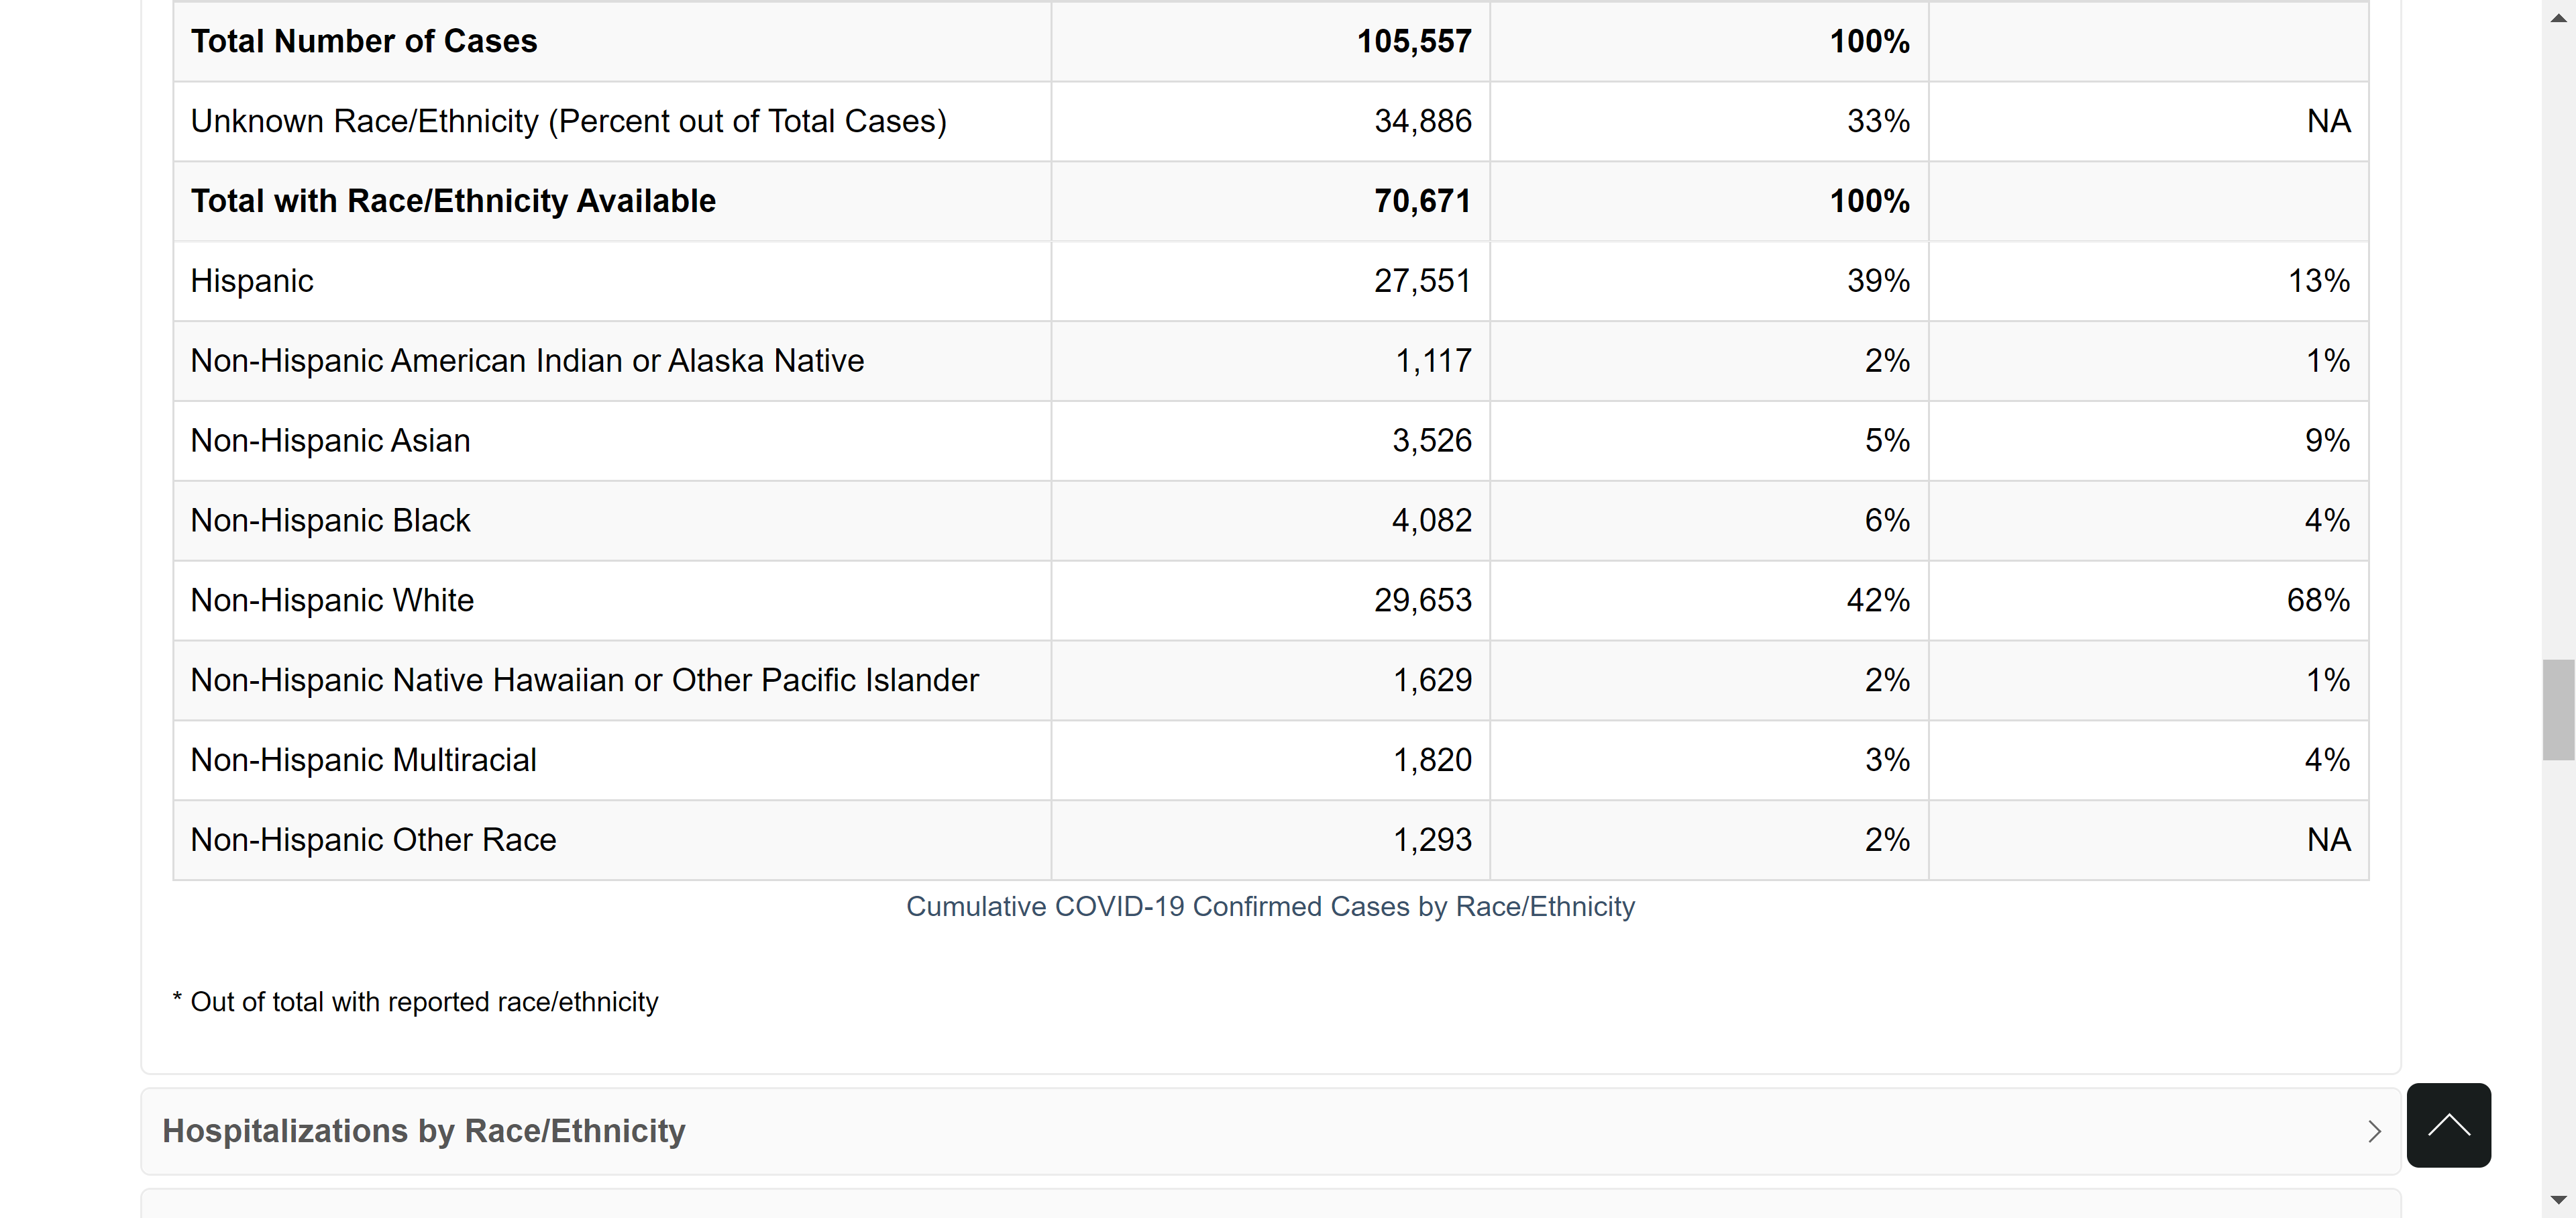 Total Number of Cases 105,557 100%
Unknown Race/Ethnicity (Percent out of Total Cases) 34,886 33% NA
Total with Race/Ethnicity Available 70,671 100%
Hispanic 27,551 39% 13%
Non-Hispanic American Indian or Alaska Native 1,117 2% 1%
Non-Hispanic Asian 3,526 5% 9%
Non-Hispanic Black 4,082 6% 4%
Non-Hispanic White 29,653 42% 68%
Non-Hispanic Native Hawaiian or Other Pacific Islander 1,629 2% 1%
Non-Hispanic Multiracial 1,820 3% 4%
Non-Hispanic Other Race 1,293 2% NA
Cumulative COVID-19 Confirmed Cases by Race/Ethnicity
* Out of total with reported race/ethnicity
Hospitalizations by Race/Ethnicity